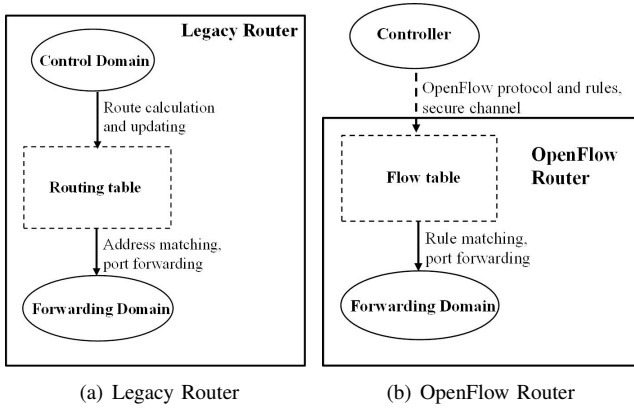 Legacy Router
Control Domain
Route calculation
and updating
Routing table
Address matching,
port forwarding
Forwarding Domain
(a) Legacy Router
Controller
OpenFlow protocol and rules,
secure channel
OpenFlow
Router
Flow table
Rule matching,
port forwarding
Forwarding Domain
(b) OpenFlow Router